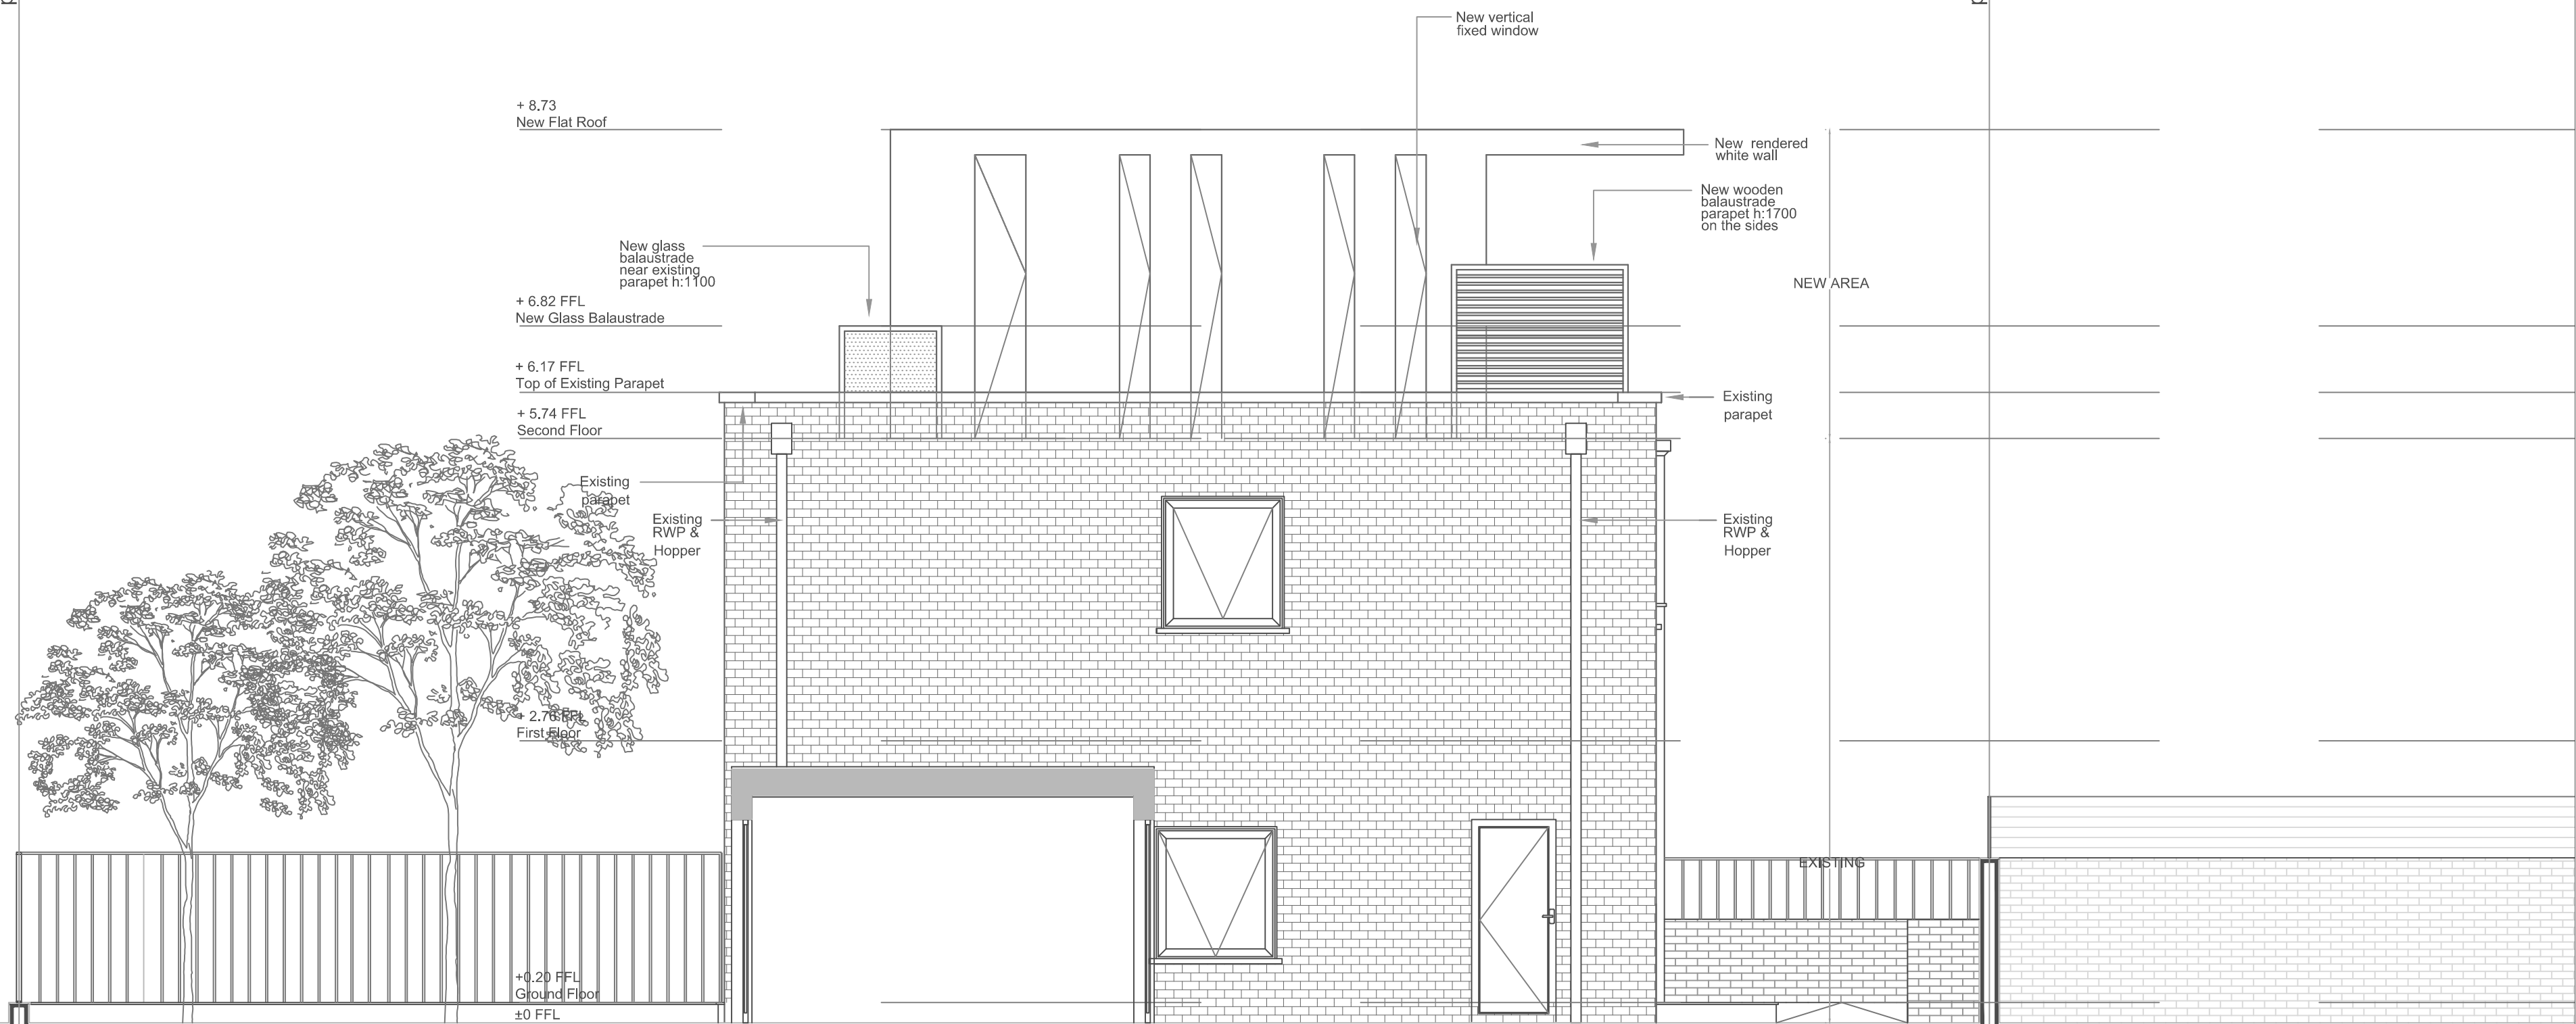 New vertical
fixed window
+ 8.73
New Flat Roof
New rendered
white wall
New wooden
balaustrade
parapet h:1700
on the sides
New glass
balaustrade
near existing
parapet h:1100
NEW AREA
+ 6.82 FFL
New Glass Balaustrade
+ 6.17 FFL
Top of Existing Parapet
Existing
parapet
+ 5.74 FFL
Second Floor
Existing
parapet
Existing
RWP &
Hopper
Existing
RWP &
Hopper
+ 2.76 FFL
First Floor
EXISTING
+0.20 FFL
Ground Floor
±0 FFL